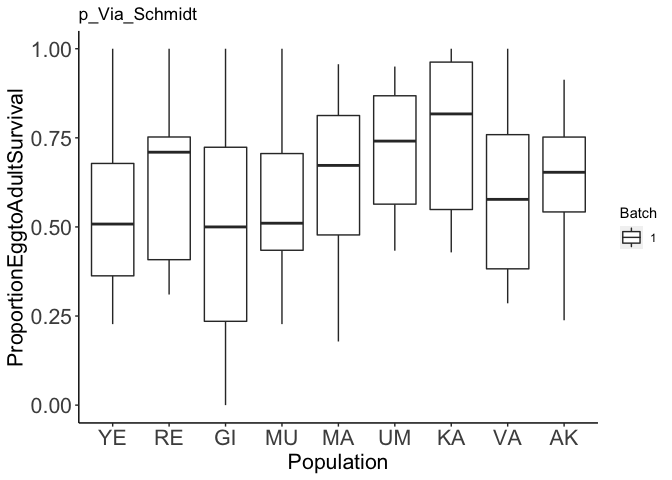 p_Via_Schmidt
1.00
0.75
0.50
0.25
0.00
ProportionEggtoAdultSurvival
YE RE GI MU MA UM KA VA AK
Population
Batch
1